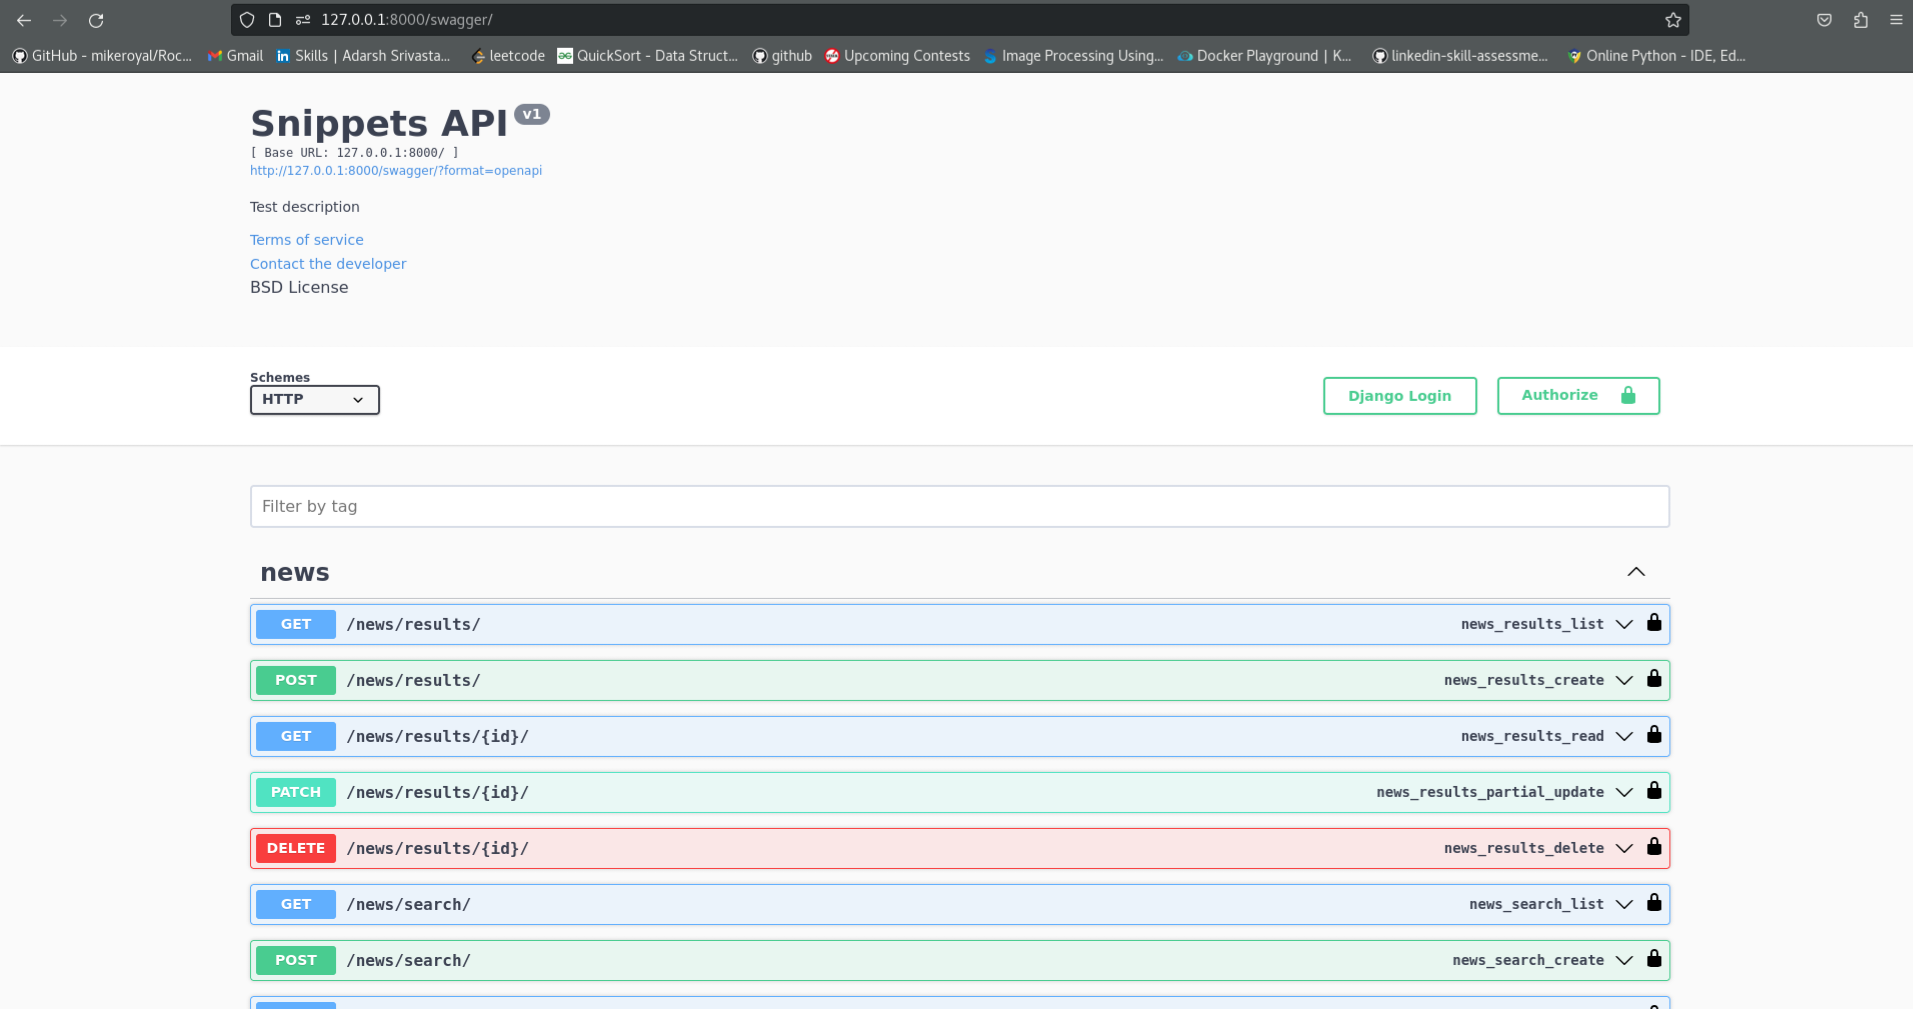 127.0.0.1:8000/swagger/
GitHub - mikeroyal/Roc... Gmail Skills | Adarsh Srivasta... leetcode QuickSort - Data Struct... github Upcoming Contests Image Processing Using... Docker Playground | K... linkedin-skill-assessme... Online Python - IDE, Ed...
Snippets API v1
[ Base URL: 127.0.0.1:8000/ ]
http://127.0.0.1:8000/swagger/?format=openapi
Test description
Terms of service
Contact the developer
BSD License
Schemes
HTTP
Django Login Authorize
Filter by tag
news
GET /news/results/ news_results_list
POST /news/results/ news_results_create
GET /news/results/{id}/ news_results_read
PATCH /news/results/{id}/ news_results_partial_update
DELETE /news/results/{id}/ news_results_delete
GET /news/search/ news_search_list
POST /news/search/ news_search_create